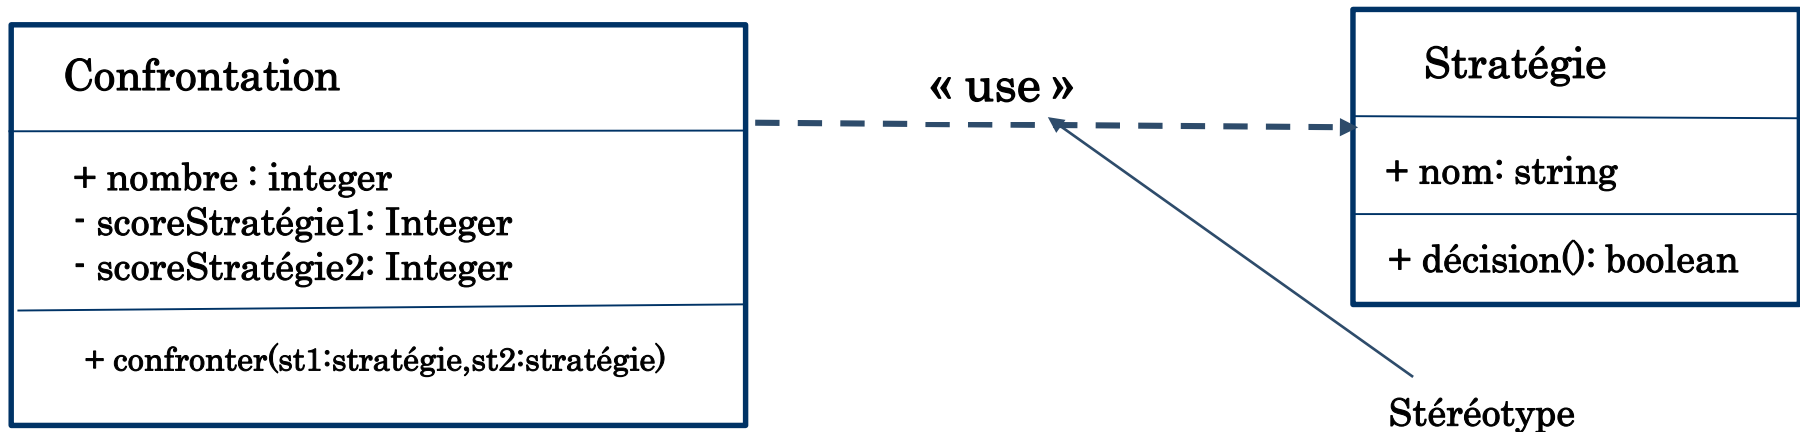 Confrontation
+ nombre : integer
- scoreStratégie1: Integer
- scoreStratégie2: Integer
+ confronter(st1:stratégie,st2:stratégie)
« use »
Stratégie
+ nom: string
+ décision(): boolean
Stéréotype